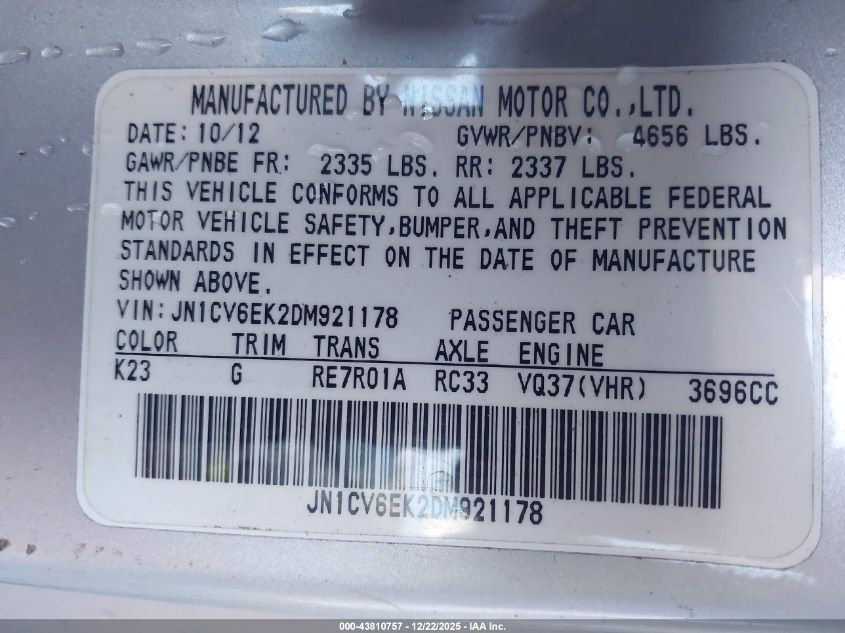 MANUFACTURED BY NISSAN MOTOR CO.,LTD.
DATE: 10/12 GVWR/PNBV: 4656 LBS.
GAWR/PNBE FR: 2335 LBS. RR: 2337 LBS.
THIS VEHICLE CONFORMS TO ALL APPLICABLE FEDERAL
MOTOR VEHICLE SAFETY,BUMPER,AND THEFT PREVENTION
STANDARDS IN EFFECT ON THE DATE OF MANUFACTURE
SHOWN ABOVE.
VIN: JN1CV6EK2DM921178 PASSENGER CAR
COLOR TRIM TRANS AXLE ENGINE
K23 G RE7R01A RC33 VQ37(VHR) 3696CC
JN1CV6EK2DM921178
000-43810757 - 12/22/2025 - IAA Inc.